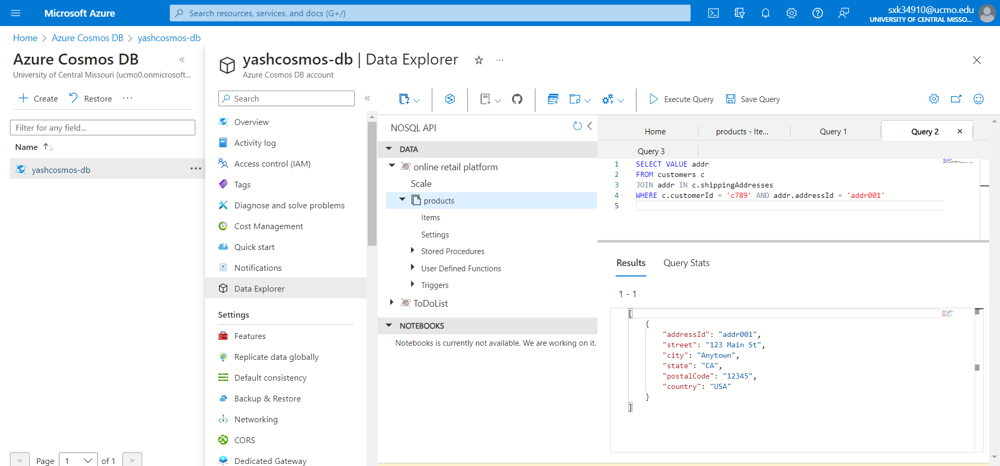 Microsoft Azure
Search resources, services, and docs (G+/)
sxk34910@ucmo.edu
UNIVERSITY OF CENTRAL MISSO...
Home > Azure Cosmos DB > yashcosmos-db
Azure Cosmos DB
University of Central Missouri (ucmo0.onmicrosoft...
Create
Restore
Filter for any field...
Name
yashcosmos-db
< Page 1 of 1 >
yashcosmos-db | Data Explorer
Azure Cosmos DB account
Search
Overview
Activity log
Access control (IAM)
Tags
Diagnose and solve problems
Cost Management
Quick start
Notifications
Data Explorer
Settings
Features
Replicate data globally
Default consistency
Backup & Restore
Networking
CORS
Dedicated Gateway
Execute Query
Save Query
NOSQL API
DATA
online retail platform
Scale
products
Items
Settings
Stored Procedures
User Defined Functions
Triggers
ToDoList
NOTEBOOKS
Notebooks is currently not available. We are working on it.
Home
products - Ite...
Query 1
Query 2
Query 3
1 SELECT VALUE addr
2 FROM customers c
3 JOIN addr IN c.shippingAddresses
4 WHERE c.customerId = 'c789' AND addr.addressId = 'addr001'
5
Results
Query Stats
1 - 1
[
{
"addressId": "addr001",
"street": "123 Main St",
"city": "Anytown",
"state": "CA",
"postalCode": "12345",
"country": "USA"
}
]